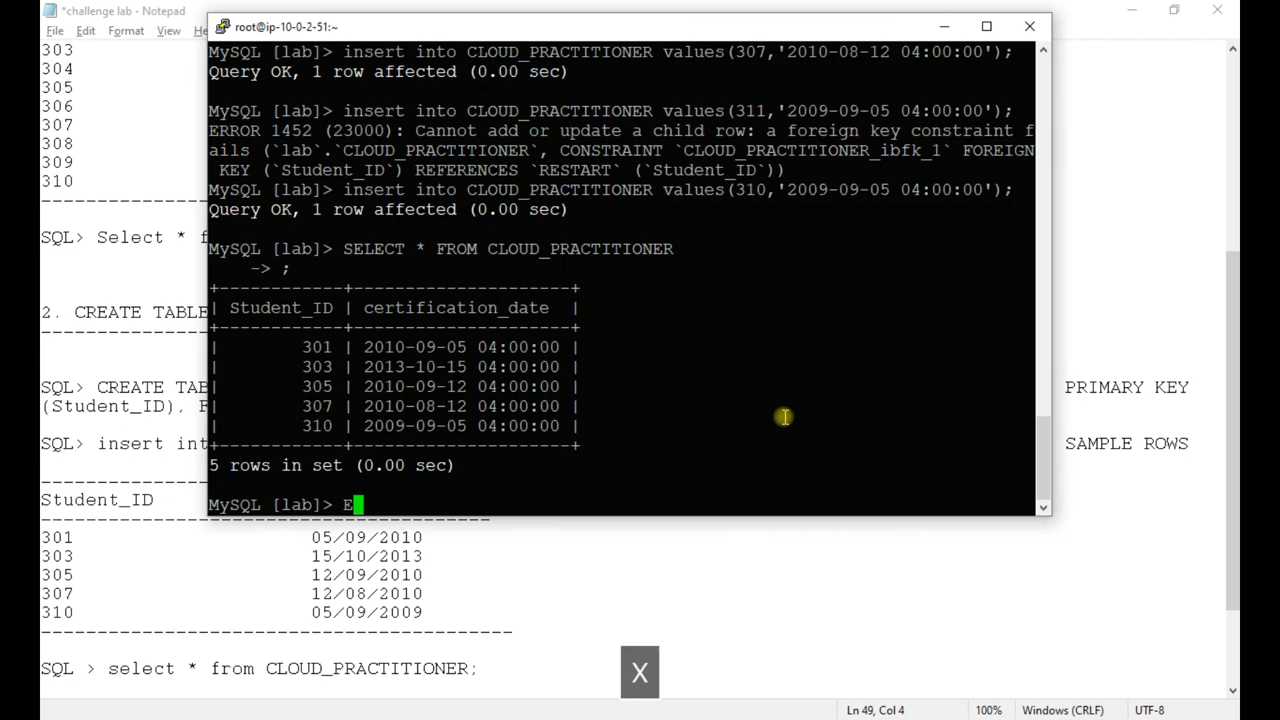 *challenge lab - Notepad
File Edit Format View He
303
304
305
306
307
308
309
310
--------------
SQL> Select * f
2. CREATE TABLE
--------------
SQL> CREATE TAB
PRIMARY KEY
(Student_ID), F
SQL> insert int
SAMPLE ROWS
Student_ID
301 05/09/2010
303 15/10/2013
305 12/09/2010
307 12/08/2010
310 05/09/2009
------------------------------------------
SQL > select * from CLOUD_PRACTITIONER;
Ln 49, Col 4 100% Windows (CRLF) UTF-8
root@ip-10-0-2-51:~
MySQL [lab]> insert into CLOUD_PRACTITIONER values(307,'2010-08-12 04:00:00');
Query OK, 1 row affected (0.00 sec)
MySQL [lab]> insert into CLOUD_PRACTITIONER values(311,'2009-09-05 04:00:00');
ERROR 1452 (23000): Cannot add or update a child row: a foreign key constraint f
ails (`lab`.`CLOUD_PRACTITIONER`, CONSTRAINT `CLOUD_PRACTITIONER_ibfk_1` FOREIGN
KEY (`Student_ID`) REFERENCES `RESTART` (`Student_ID`))
MySQL [lab]> insert into CLOUD_PRACTITIONER values(310,'2009-09-05 04:00:00');
Query OK, 1 row affected (0.00 sec)
MySQL [lab]> SELECT * FROM CLOUD_PRACTITIONER
-> ;
+------------+---------------------+
| Student_ID | certification_date |
+------------+---------------------+
| 301 | 2010-09-05 04:00:00 |
| 303 | 2013-10-15 04:00:00 |
| 305 | 2010-09-12 04:00:00 |
| 307 | 2010-08-12 04:00:00 |
| 310 | 2009-09-05 04:00:00 |
+------------+---------------------+
5 rows in set (0.00 sec)
MySQL [lab]> E
X